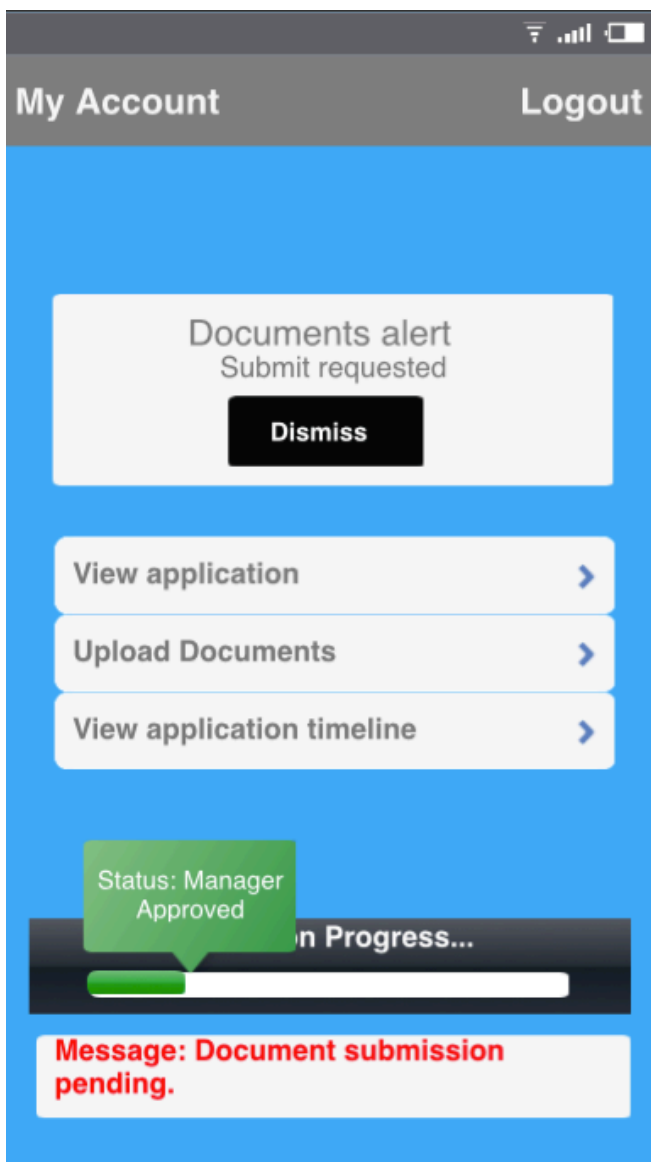 My Account
Logout
Documents alert
Submit requested
Dismiss
View application
Upload Documents
View application timeline
Status: Manager
Approved
Progress...
Message: Document submission
pending.